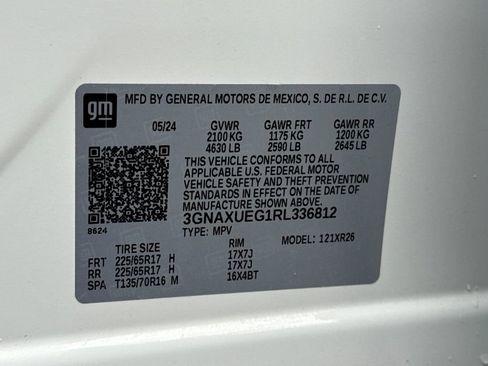 gm
MFD BY GENERAL MOTORS DE MEXICO, S. DE R.L. DE C.V.
05/24 GVWR GAWR FRT GAWR RR
2100 KG 1175 KG 1200 KG
4630 LB 2590 LB 2645 LB
THIS VEHICLE CONFORMS TO ALL
APPLICABLE U.S. FEDERAL MOTOR
VEHICLE SAFETY AND THEFT PREVENTION
STANDARDS IN EFFECT ON THE DATE
OF MANUFACTURE SHOWN ABOVE.
8624 3GNAXUEG1RL336812
TYPE: MPV MODEL: 121XR26
TIRE SIZE RIM
FRT 225/65R17 H 17X7J
RR 225/65R17 H 17X7J
SPA T135/70R16 M 16X4BT